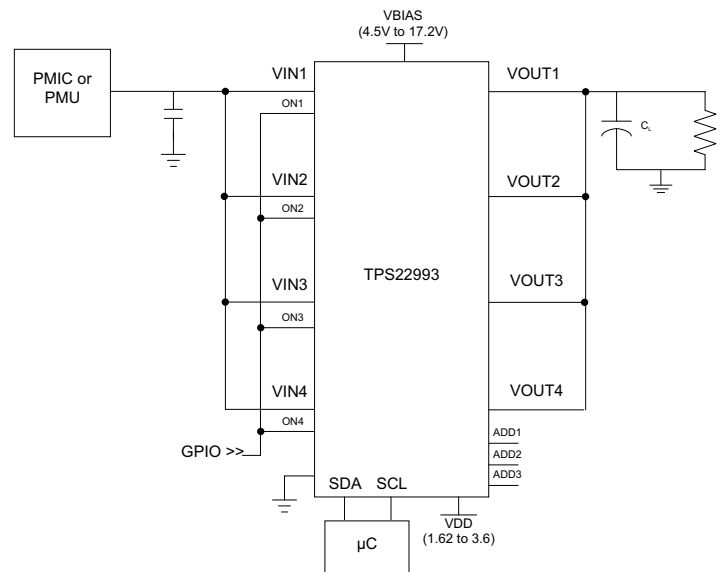 VBIAS
(4.5V to 17.2V)
PMIC or
PMU
VIN1
VOUT1
ON1
CL
VIN2
VOUT2
ON2
TPS22993
VIN3
VOUT3
ON3
VIN4
VOUT4
ON4
ADD1
GPIO >>
ADD2
ADD3
SDA SCL
VDD
(1.62 to 3.6)
µC